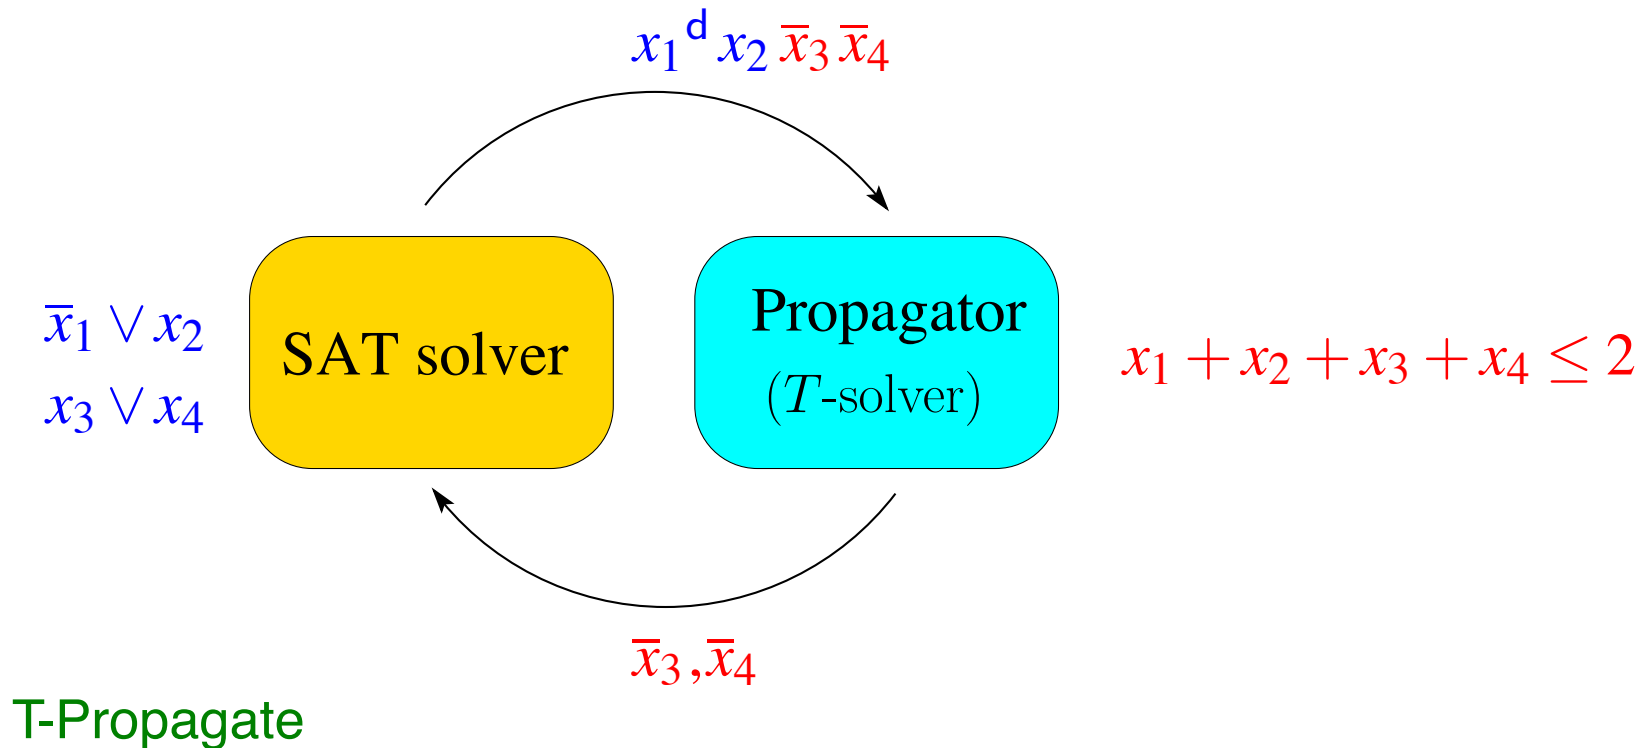 x₁ᵈ x₂ x̅₃ x̅₄
x̅₁ ∨ x₂
x₃ ∨ x₄
SAT solver
Propagator
(T-solver)
x₁ + x₂ + x₃ + x₄ ≤ 2
x̅₃, x̅₄
T-Propagate